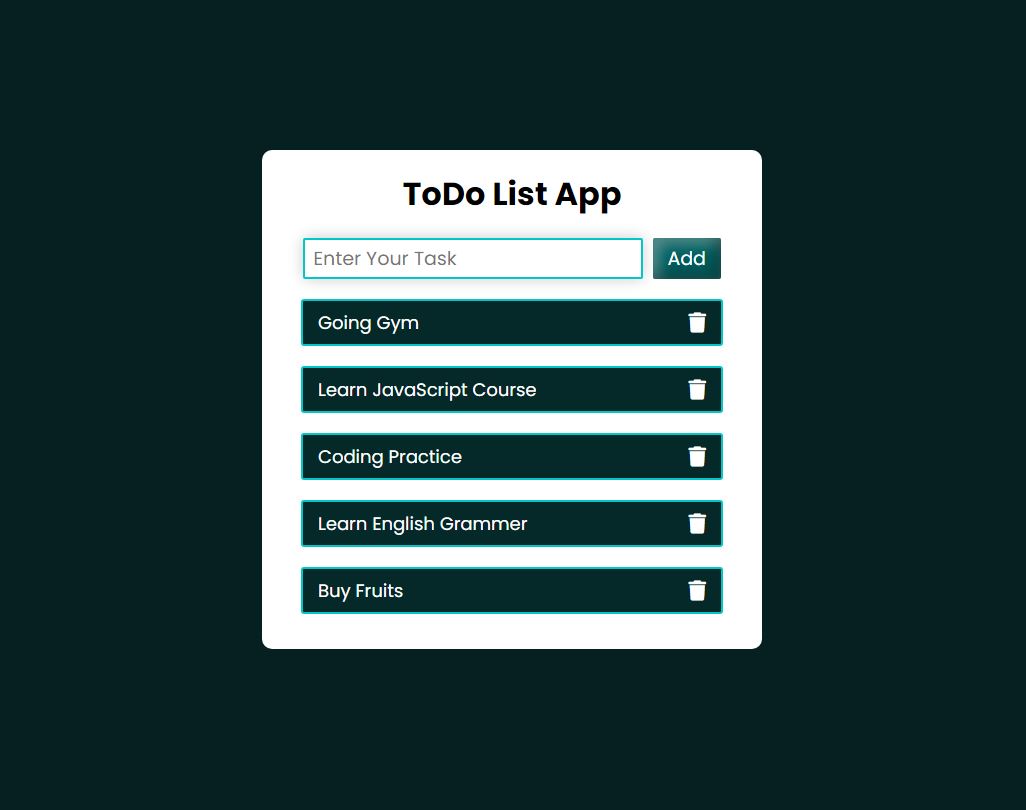 ToDo List App
Enter Your Task
Add
Going Gym
Learn JavaScript Course
Coding Practice
Learn English Grammer
Buy Fruits